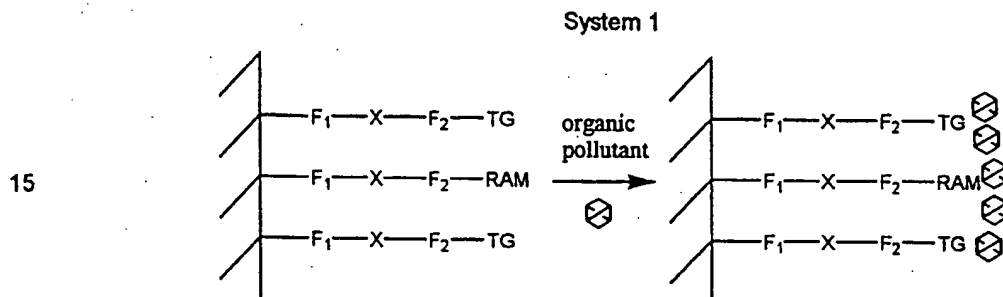 System 1
F₁—X—F₂—TG
organic
pollutant
F₁—X—F₂—TG
15
F₁—X—F₂—RAM
F₁—X—F₂—RAM
F₁—X—F₂—TG
F₁—X—F₂—TG